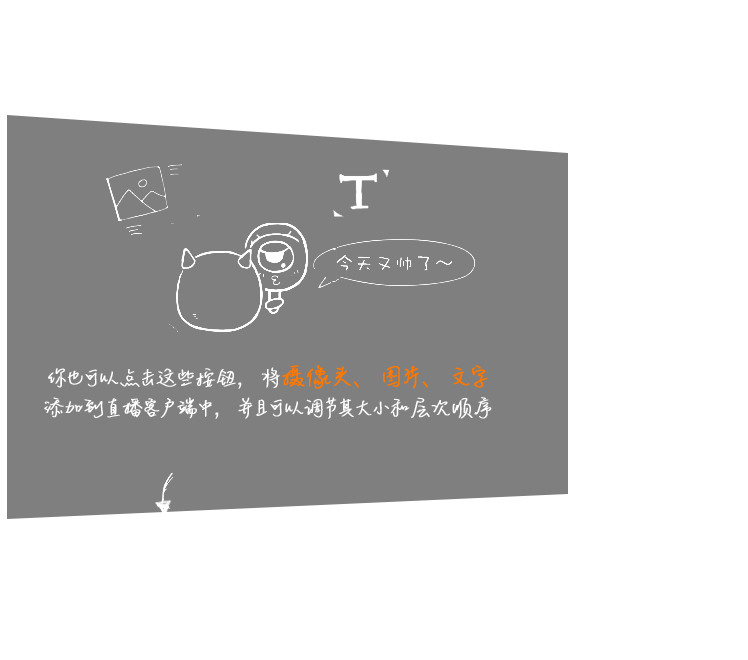 T
今天又帅了~
你也可以点击这些按钮，将摄像头、图片、文字
添加到直播客户端中，并且可以调节其大小和层次顺序